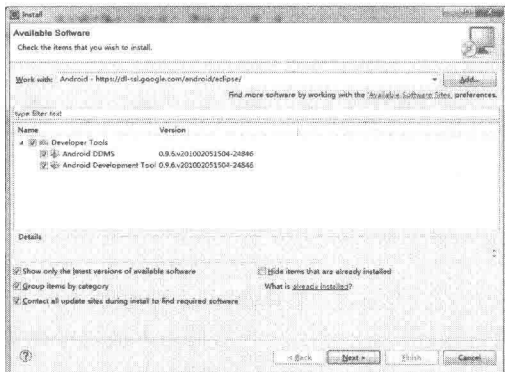 Install
Available Software
Check the items that you wish to install.
Work with: Android - https://dl-ssl.google.com/android/eclipse/
Add...
Find more software by working with the 'Available Software Sites' preferences.
type filter text
Name Version
Developer Tools
Android DDMS 0.9.6.v201002051504-24846
Android Development Tool 0.9.6.v201002051504-24846
Details
Show only the latest versions of available software
Hide items that are already installed
Group items by category
What is already installed?
Contact all update sites during install to find required software
< Back
Next >
Finish
Cancel